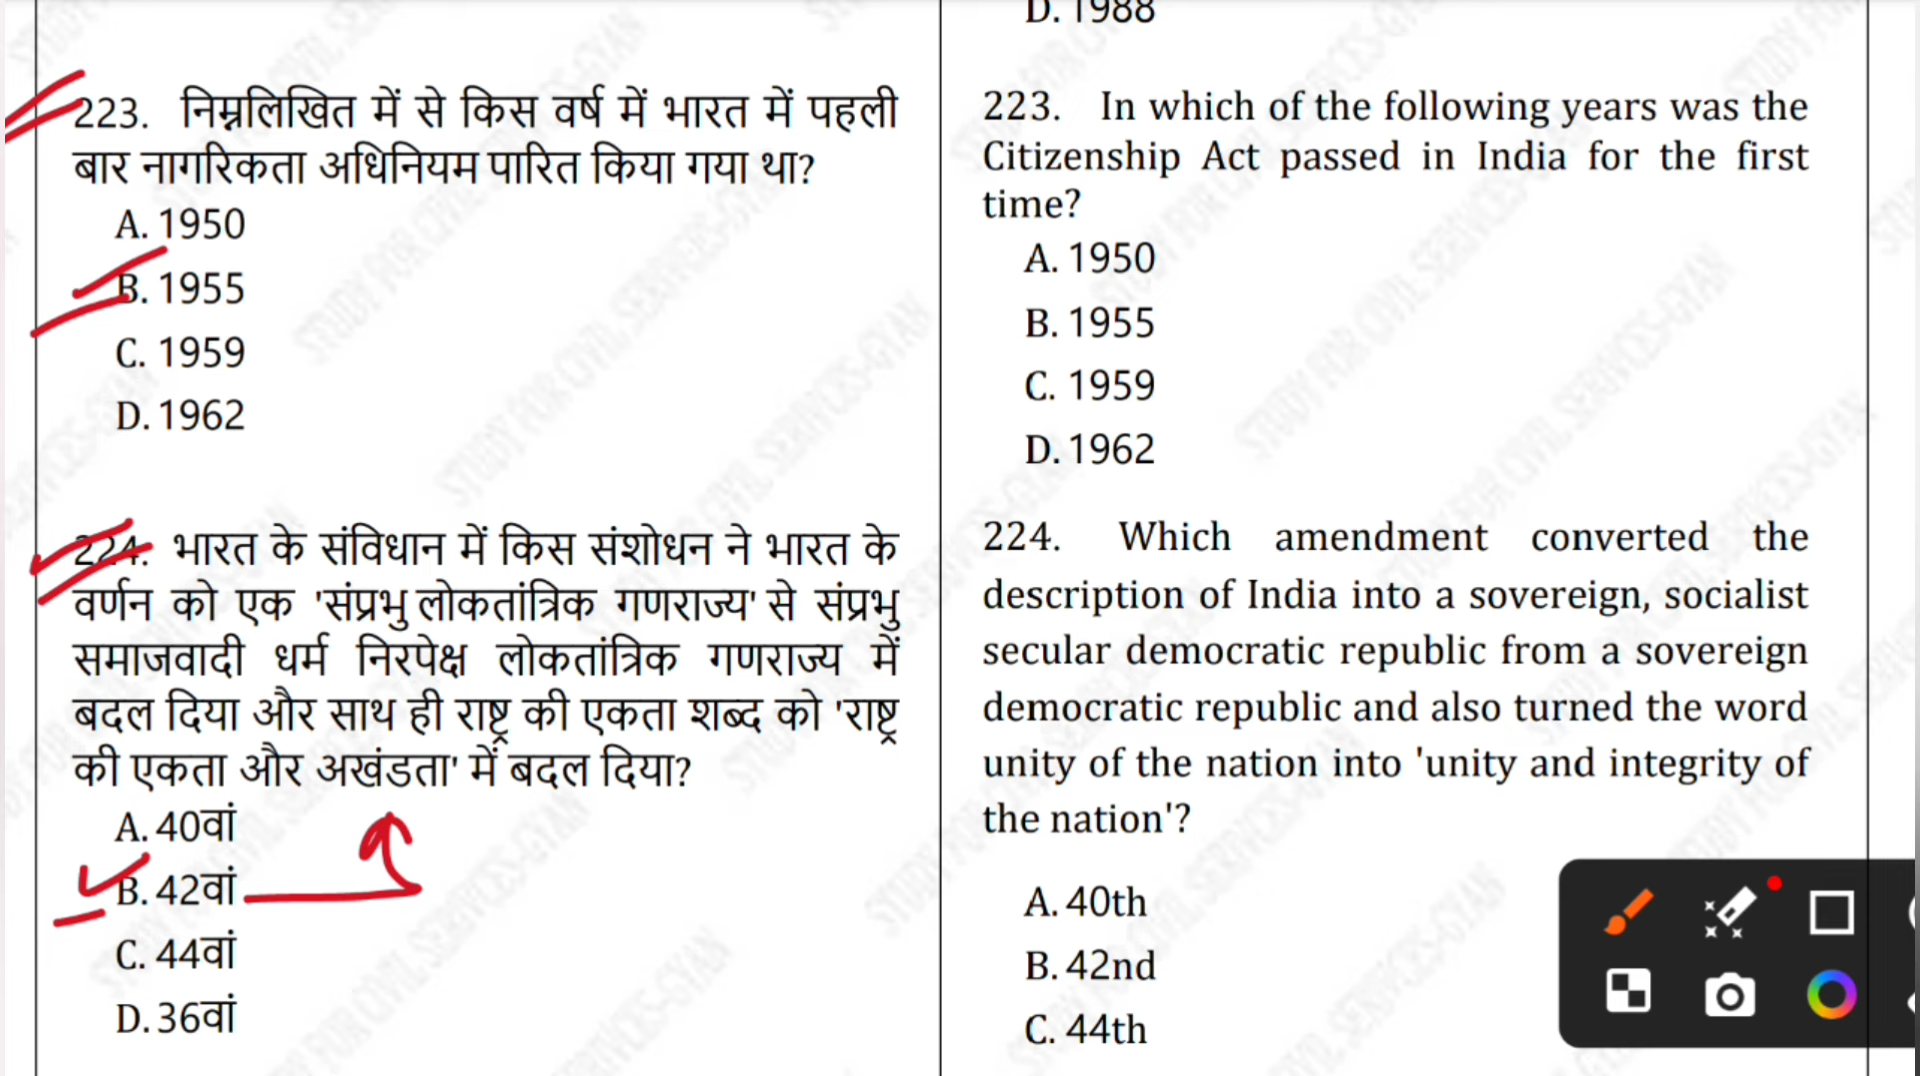 223. निम्नलिखित में से किस वर्ष में भारत में पहली
बार नागरिकता अधिनियम पारित किया गया था?
A. 1950
B. 1955
C. 1959
D. 1962
224. भारत के संविधान में किस संशोधन ने भारत के
वर्णन को एक 'संप्रभु लोकतांत्रिक गणराज्य' से संप्रभु
समाजवादी धर्म निरपेक्ष लोकतांत्रिक गणराज्य में
बदल दिया और साथ ही राष्ट्र की एकता शब्द को 'राष्ट्र
की एकता और अखंडता' में बदल दिया?
A. 40वां
B. 42वां
C. 44वां
D. 36वां
D. 1988
223. In which of the following years was the
Citizenship Act passed in India for the first
time?
A. 1950
B. 1955
C. 1959
D. 1962
224. Which amendment converted the
description of India into a sovereign, socialist
secular democratic republic from a sovereign
democratic republic and also turned the word
unity of the nation into 'unity and integrity of
the nation'?
A. 40th
B. 42nd
C. 44th